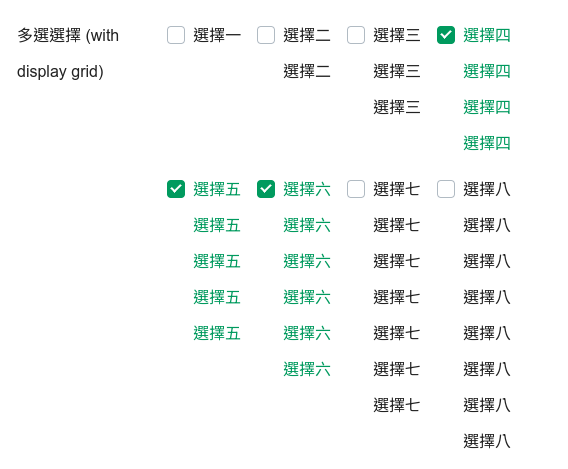 多選選擇 (with
display grid)
選擇一
選擇二
選擇二
選擇三
選擇三
選擇三
選擇四
選擇四
選擇四
選擇四
選擇五
選擇五
選擇五
選擇五
選擇五
選擇六
選擇六
選擇六
選擇六
選擇六
選擇六
選擇七
選擇七
選擇七
選擇七
選擇七
選擇七
選擇七
選擇八
選擇八
選擇八
選擇八
選擇八
選擇八
選擇八
選擇八